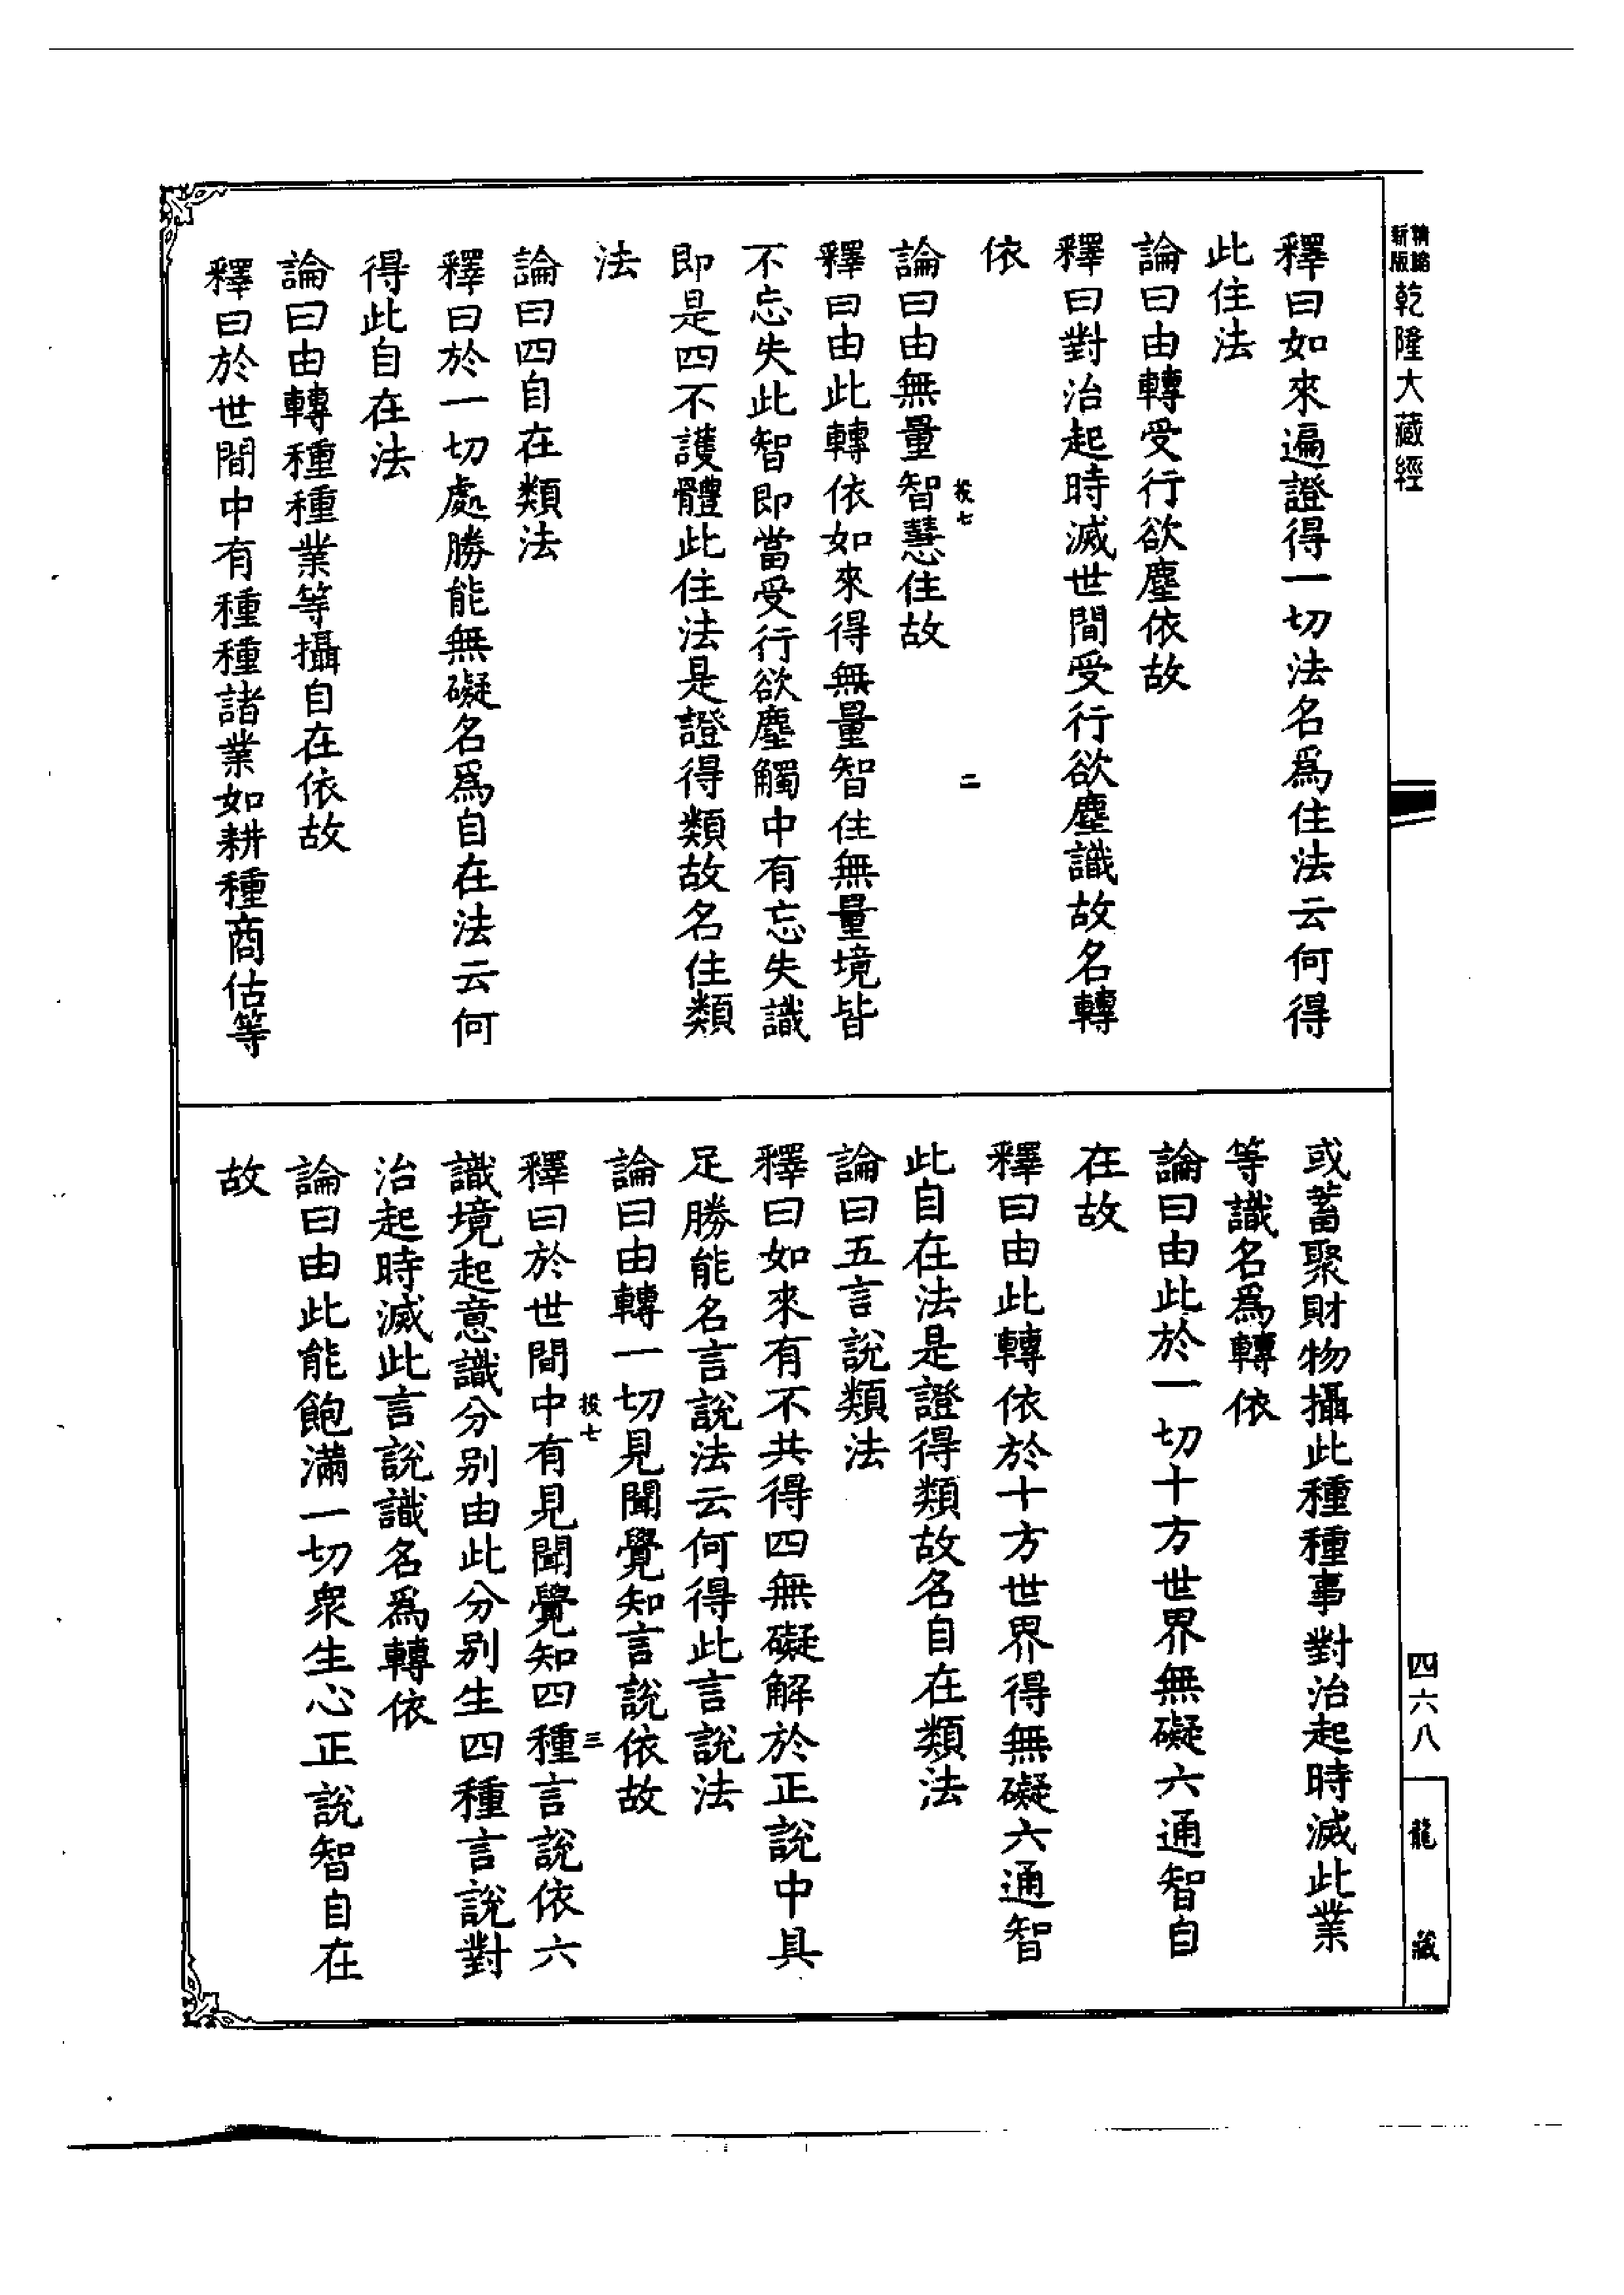 精縮新版乾隆大藏經
釋曰如來遍證得一切法名爲住法云何得
此住法
論曰由轉受行欲塵依故
釋曰對治起時滅世間受行欲塵識故名轉
依
投七 二
論曰由無量智慧住故
釋曰由此轉依如來得無量智住無量境皆
不忘失此智即當受行欲塵觸中有忘失識
即是四不護體此住法是證得類故名住類
法
論曰四自在類法
釋曰於一切處勝能無礙名爲自在法云何
得此自在法
論曰由轉種種業等攝自在依故
釋曰於世間中有種種諸業如耕種商估等
或蓄聚財物攝此種種事對治起時滅此業
等識名爲轉依
論曰由此於一切十方世界無礙六通智自
在故
釋曰由此轉依於十方世界得無礙六通智
此自在法是證得類故名自在類法
論曰五言說類法
釋曰如來有不共得四無礙解於正說中具
足勝能名言說法云何得此言說法
論曰由轉一切見聞覺知言說依故
投七 三
釋曰於世間中有見聞覺知四種言說依六
識境起意識分別由此分別生四種言說對
治起時滅此言說識名爲轉依
論曰由此能飽滿一切衆生心正說智自在
故
四六八
龍藏